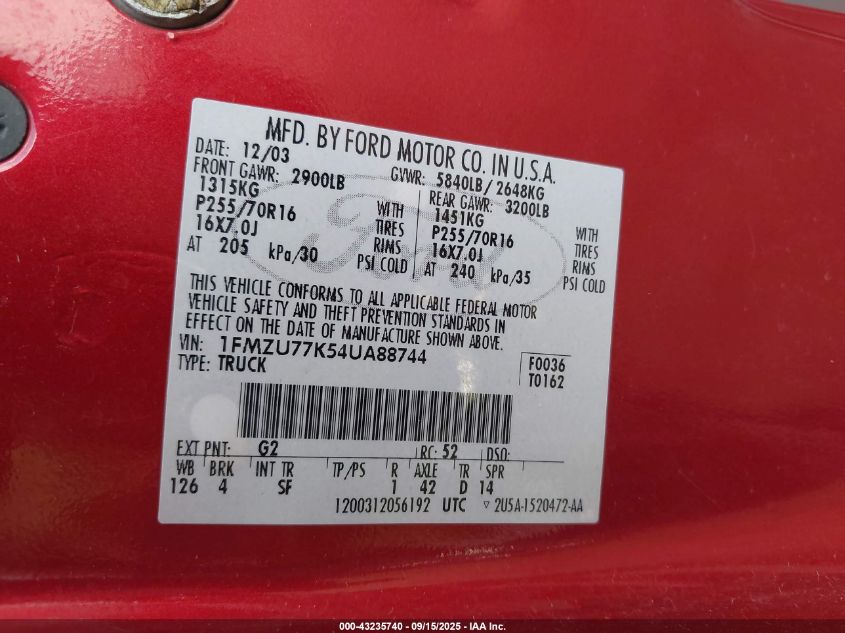 MFD. BY FORD MOTOR CO. IN U.S.A.
DATE: 12/03 GVWR: 5840LB/ 2648KG
FRONT GAWR: 2900LB REAR GAWR: 3200LB
1315KG WITH 1451KG WITH
P255/70R16 TIRES P255/70R16 TIRES
16X7.0J RIMS 16X7.0J RIMS
AT 205 kPa/30 PSI COLD AT 240 kPa/35 PSI COLD
Ford
THIS VEHICLE CONFORMS TO ALL APPLICABLE FEDERAL MOTOR
VEHICLE SAFETY AND THEFT PREVENTION STANDARDS IN
EFFECT ON THE DATE OF MANUFACTURE SHOWN ABOVE.
VIN: 1FMZU77K54UA88744 F0036
TYPE: TRUCK T0162
EXT PNT: G2 RC: 52 DSO:
WB BRK INT TR TP/PS R AXLE TR SPR
126 4 SF 1 42 D 14
1200312056192 UTC ▽ 2U5A-1520472-AA
000-43235740 - 09/15/2025 - IAA Inc.